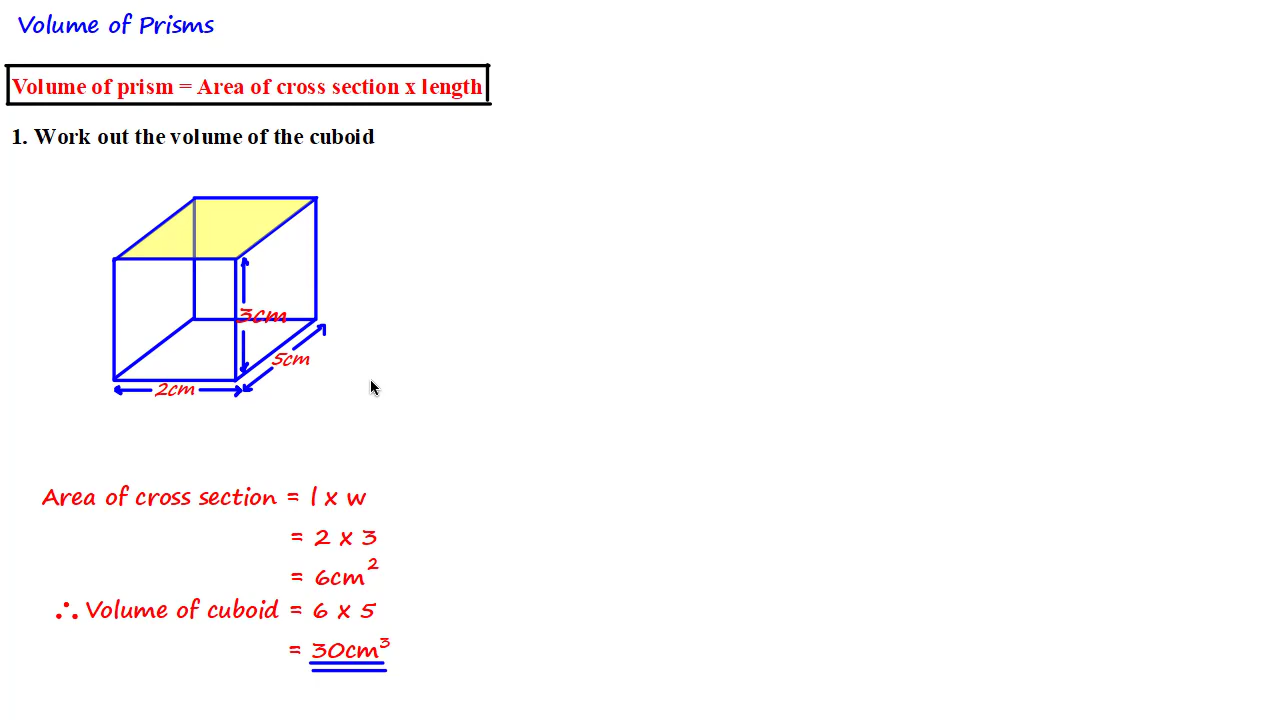 Volume of Prisms
Volume of prism = Area of cross section x length
1. Work out the volume of the cuboid
3cm
5cm
2cm
Area of cross section = l x w
= 2 x 3
= 6cm²
∴ Volume of cuboid = 6 x 5
= 30cm³